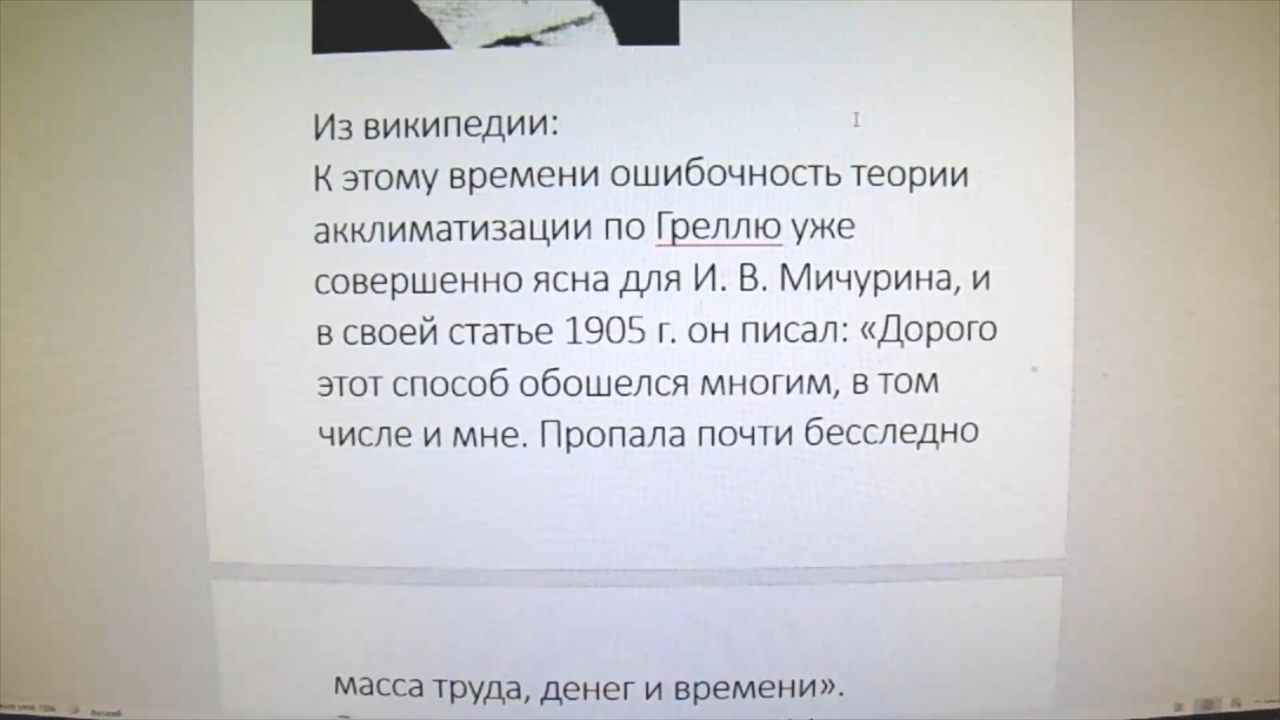 Из википедии:
К этому времени ошибочность теории
акклиматизации по Греллю уже
совершенно ясна для И. В. Мичурина, и
в своей статье 1905 г. он писал: «Дорого
этот способ обошелся многим, в том
числе и мне. Пропала почти бесследно
масса труда, денег и времени».